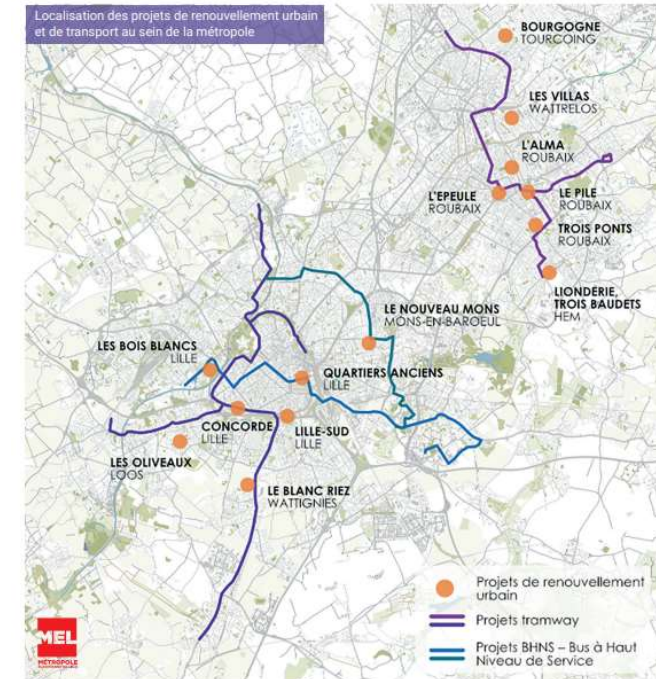 Localisation des projets de renouvellement urbain
et de transport au sein de la métropole
BOURGOGNE
TOURCOING
LES VILLAS
WATTRELOS
L'ALMA
ROUBAIX
L'EPEULE
ROUBAIX
LE PILE
ROUBAIX
TROIS PONTS
ROUBAIX
LIONDERIE,
TROIS BAUDETS
HEM
LE NOUVEAU MONS
MONS-EN-BAROEUL
LES BOIS BLANCS
LILLE
QUARTIERS ANCIENS
LILLE
CONCORDE
LILLE
LILLE-SUD
LILLE
LES OLIVEAUX
LOOS
LE BLANC RIEZ
WATTIGNIES
Projets de renouvellement
urbain
Projets tramway
Projets BHNS – Bus à Haut
Niveau de Service
MEL
MÉTROPOLE